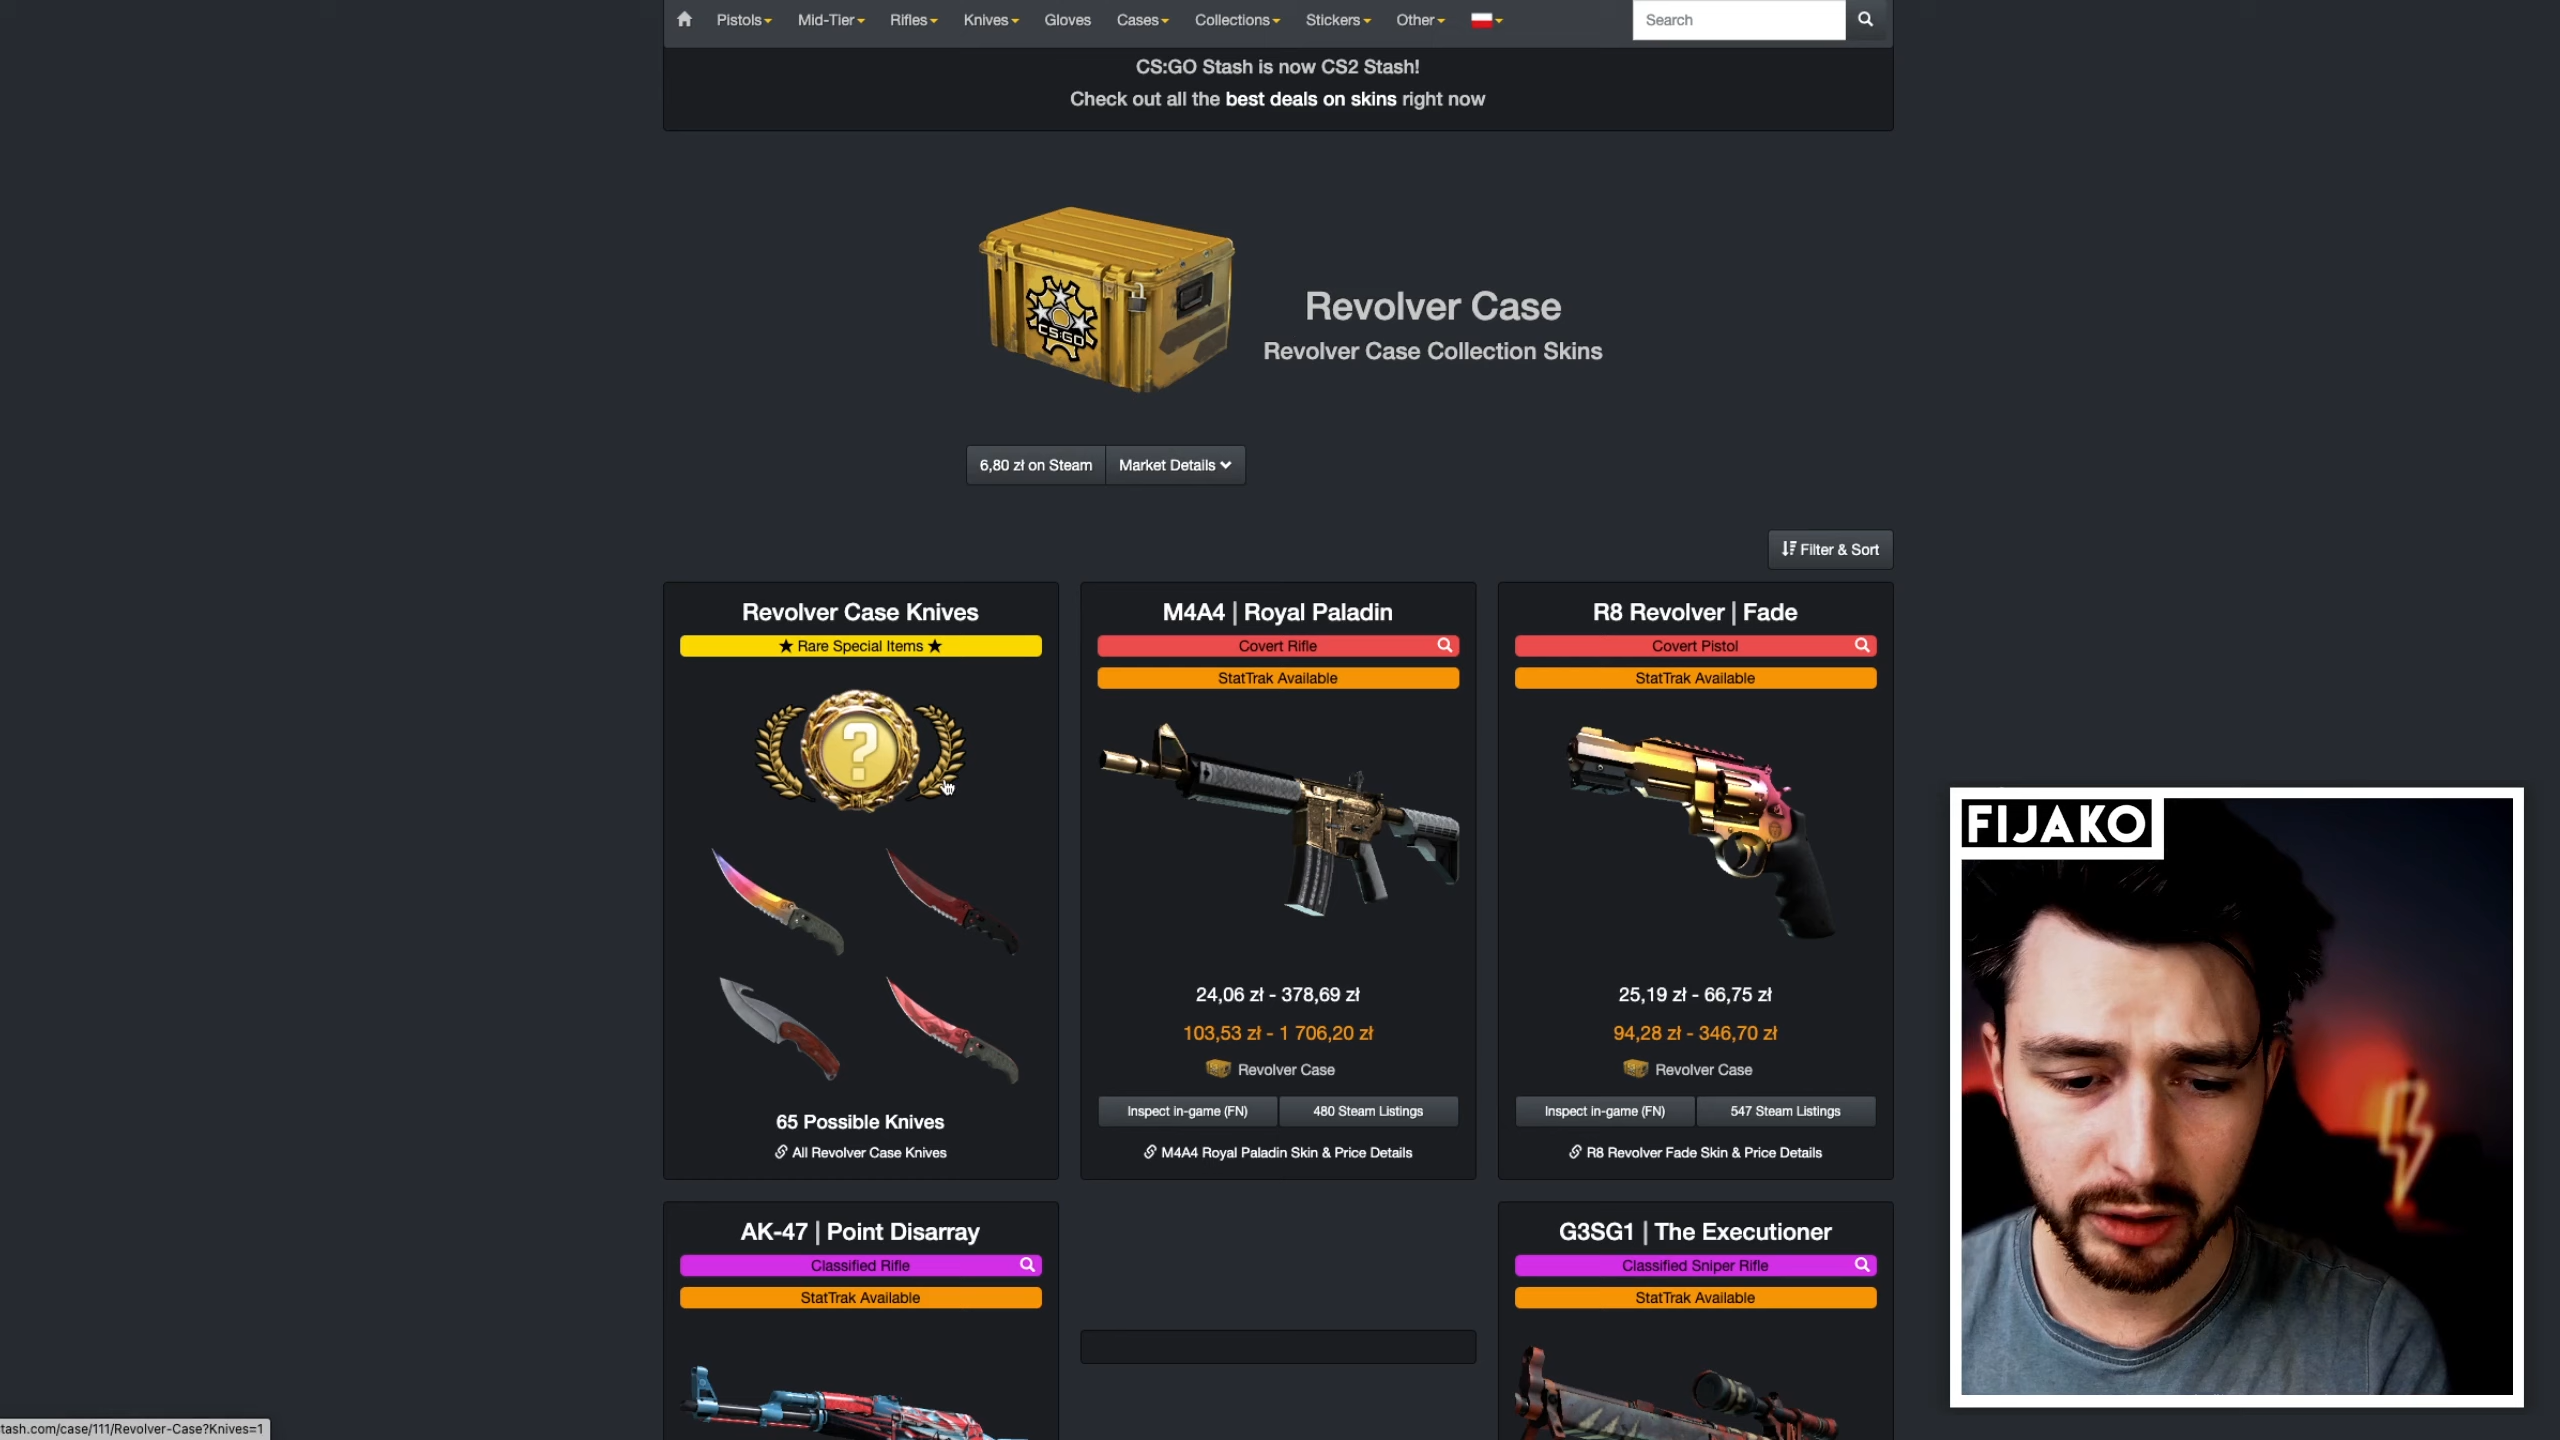 Pistols
Mid-Tier
Rifles
Knives
Gloves
Cases
Collections
Stickers
Other
Search
CS:GO Stash is now CS2 Stash!
Check out all the best deals on skins right now
CS:GO
Revolver Case
Revolver Case Collection Skins
6,80 zł on Steam
Market Details
Filter & Sort
Revolver Case Knives
★ Rare Special Items ★
?
65 Possible Knives
All Revolver Case Knives
M4A4 | Royal Paladin
Covert Rifle
StatTrak Available
24,06 zł - 378,69 zł
103,53 zł - 1 706,20 zł
Revolver Case
Inspect in-game (FN)
480 Steam Listings
M4A4 Royal Paladin Skin & Price Details
R8 Revolver | Fade
Covert Pistol
StatTrak Available
25,19 zł - 66,75 zł
94,28 zł - 346,70 zł
Revolver Case
Inspect in-game (FN)
547 Steam Listings
R8 Revolver Fade Skin & Price Details
FIJAKO
AK-47 | Point Disarray
Classified Rifle
StatTrak Available
G3SG1 | The Executioner
Classified Sniper Rifle
StatTrak Available
tash.com/case/111/Revolver-Case?Knives=1